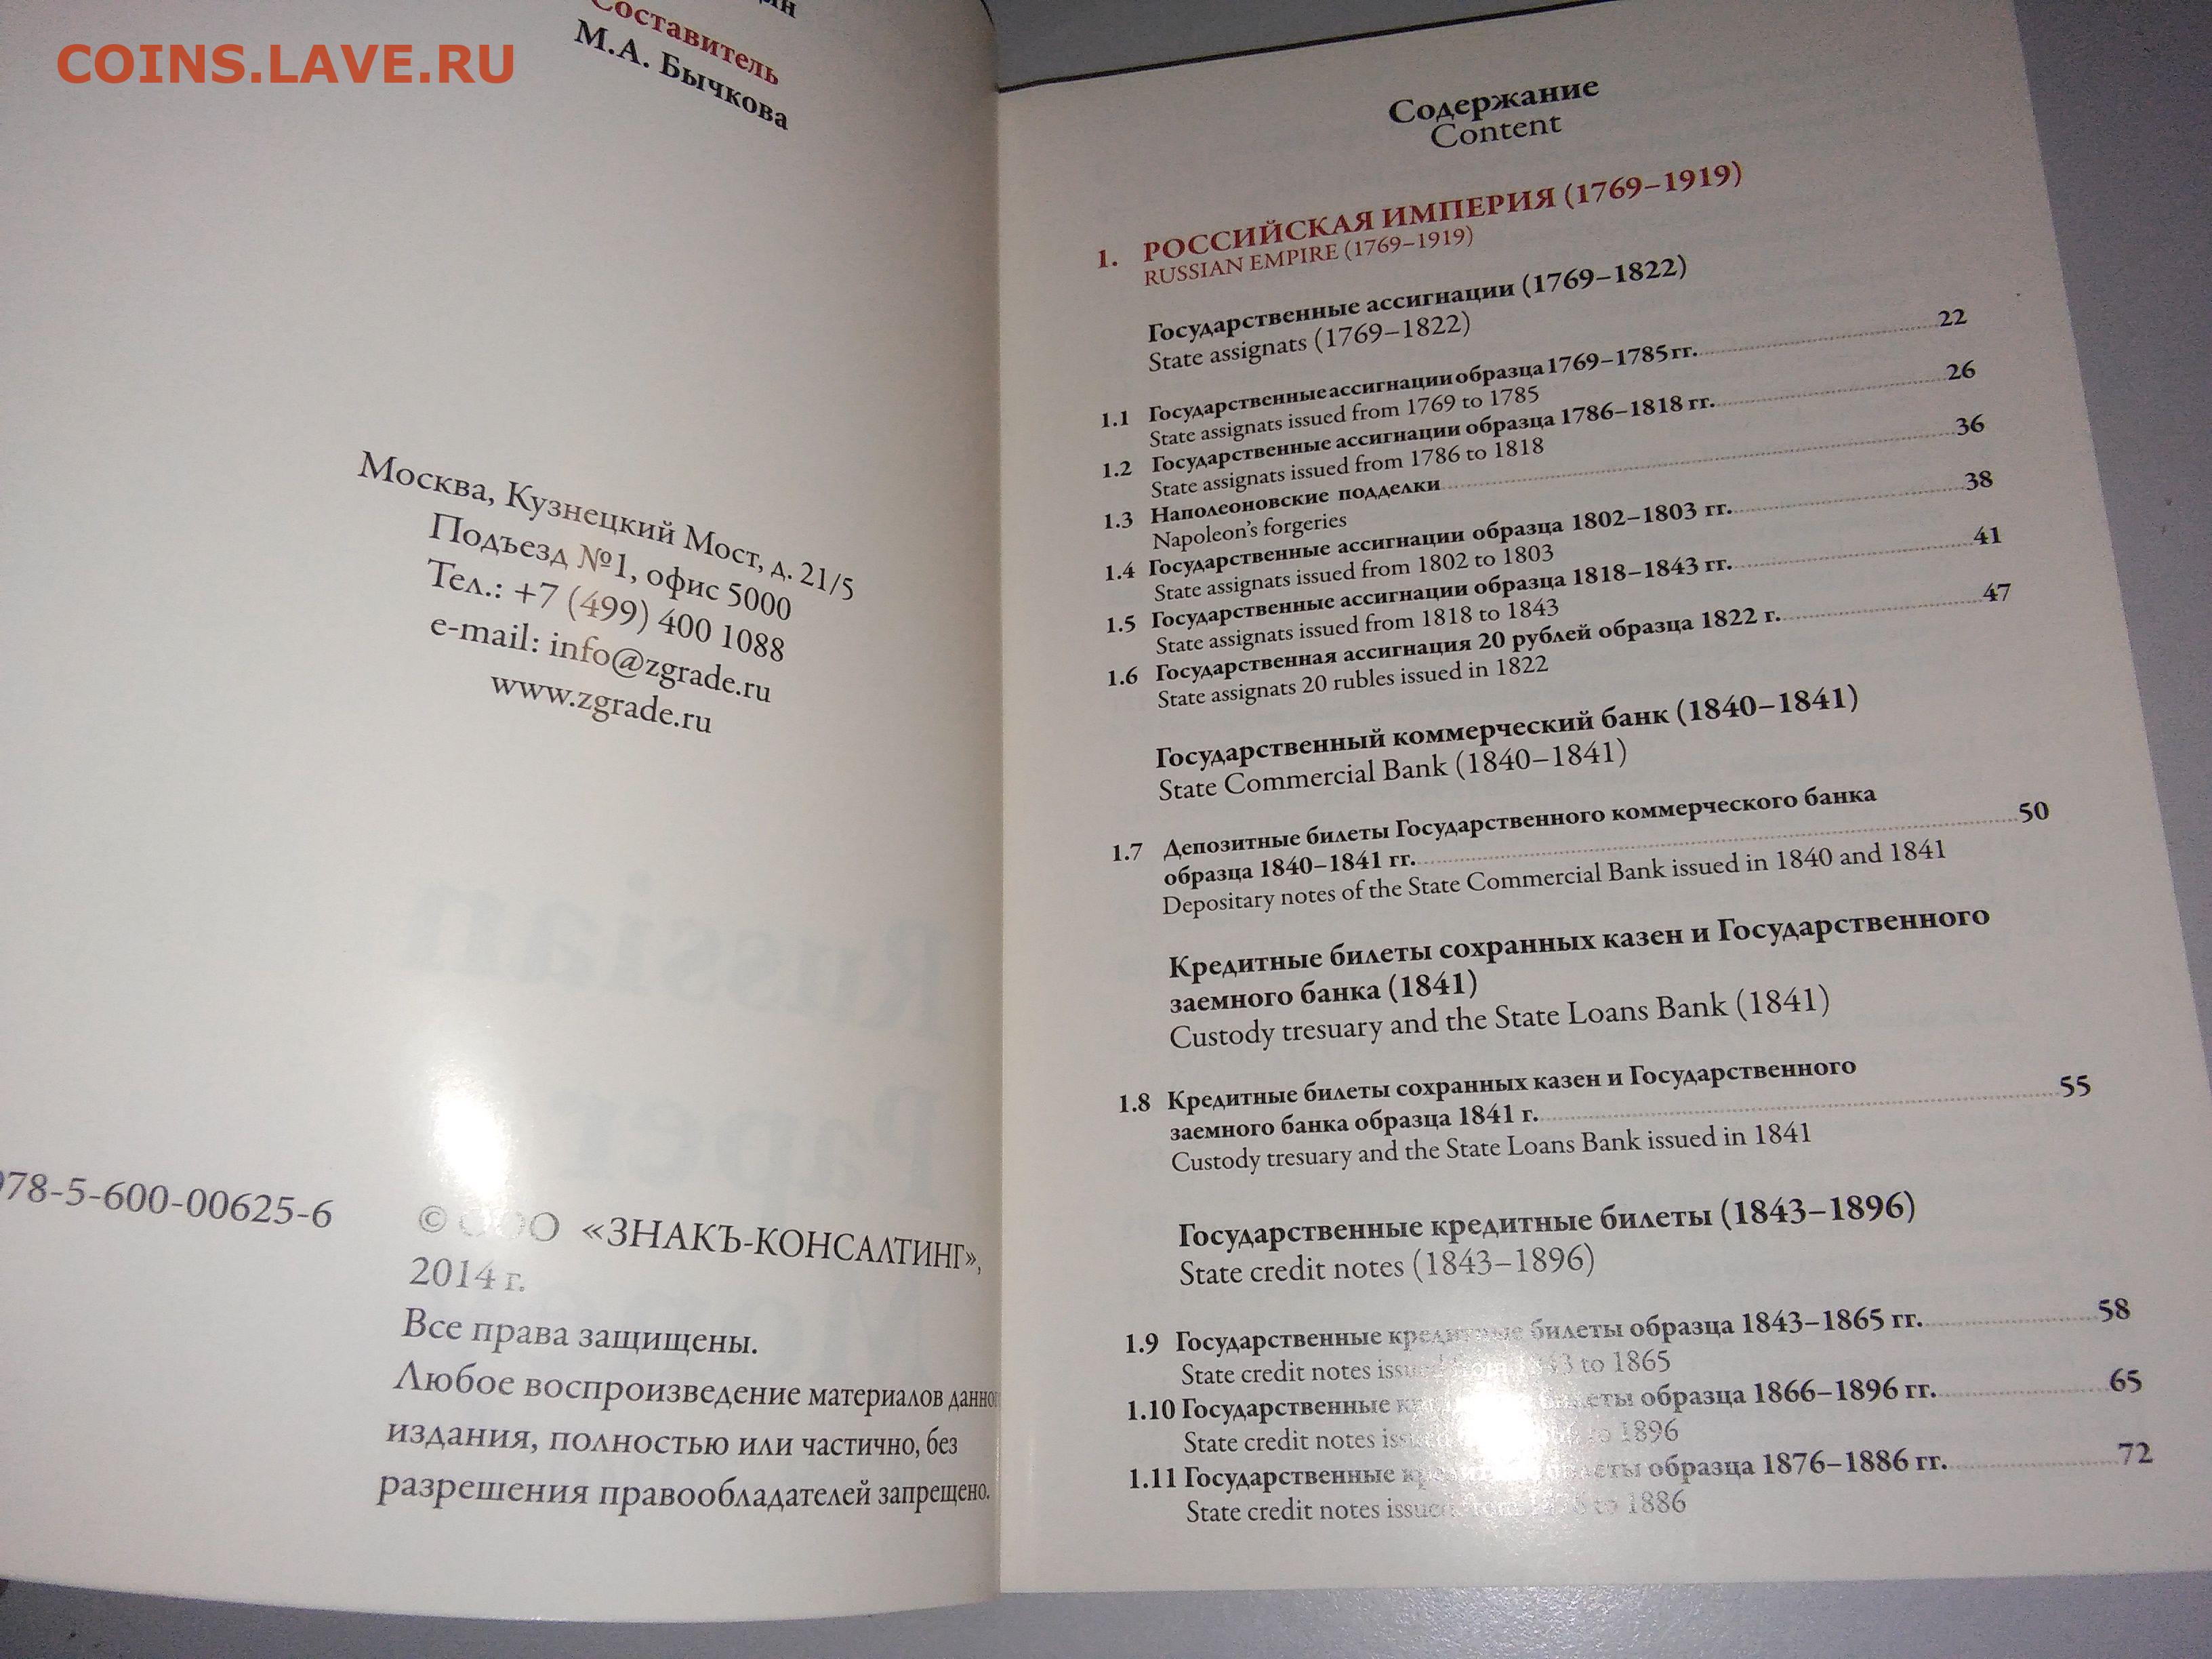 COINS.LAVE.RU
Составитель
М.А. Бычкова
Москва, Кузнецкий Мост, д. 21/5
Подъезд №1, офис 5000
Тел.: +7 (499) 400 1088
e-mail: info@zgrade.ru
www.zgrade.ru
978-5-600-00625-6
© ООО «ЗНАКЪ-КОНСАЛТИНГ»,
2014 г.
Все права защищены.
Любое воспроизведение материалов
издания, полностью или частично, без
разрешения правообладателей запрещено.
Содержание
Content
1. РОССИЙСКАЯ ИМПЕРИЯ (1769–1919)
RUSSIAN EMPIRE (1769–1919)
Государственные ассигнации (1769–1822)
State assignats (1769–1822)
1.1 Государственные ассигнации образца 1769–1785 гг. 22
State assignats issued from 1769 to 1785
1.2 Государственные ассигнации образца 1786–1818 гг. 26
State assignats issued from 1786 to 1818
1.3 Наполеоновские подделки 36
Napoleon's forgeries
1.4 Государственные ассигнации образца 1802–1803 гг. 38
State assignats issued from 1802 to 1803
1.5 Государственные ассигнации образца 1818–1843 гг. 41
State assignats issued from 1818 to 1843
1.6 Государственная ассигнация 20 рублей образца 1822 г. 47
State assignats 20 rubles issued in 1822
Государственный коммерческий банк (1840–1841)
State Commercial Bank (1840–1841)
1.7 Депозитные билеты Государственного коммерческого банка
образца 1840–1841 гг. 50
Depositary notes of the State Commercial Bank issued in 1840 and 1841
Кредитные билеты сохранных казен и Государственного
заемного банка (1841)
Custody tresuary and the State Loans Bank (1841)
1.8 Кредитные билеты сохранных казен и Государственного
заемного банка образца 1841 г. 55
Custody tresuary and the State Loans Bank issued in 1841
Государственные кредитные билеты (1843–1896)
State credit notes (1843–1896)
1.9 Государственные кредитные билеты образца 1843–1865 гг. 58
State credit notes issued from 1843 to 1865
1.10 Государственные билеты образца 1866–1896 гг. 65
State credit notes to 1896
1.11 Государственные кредитные билеты образца 1876–1886 гг. 72
State credit notes issued from 1876 to 1886